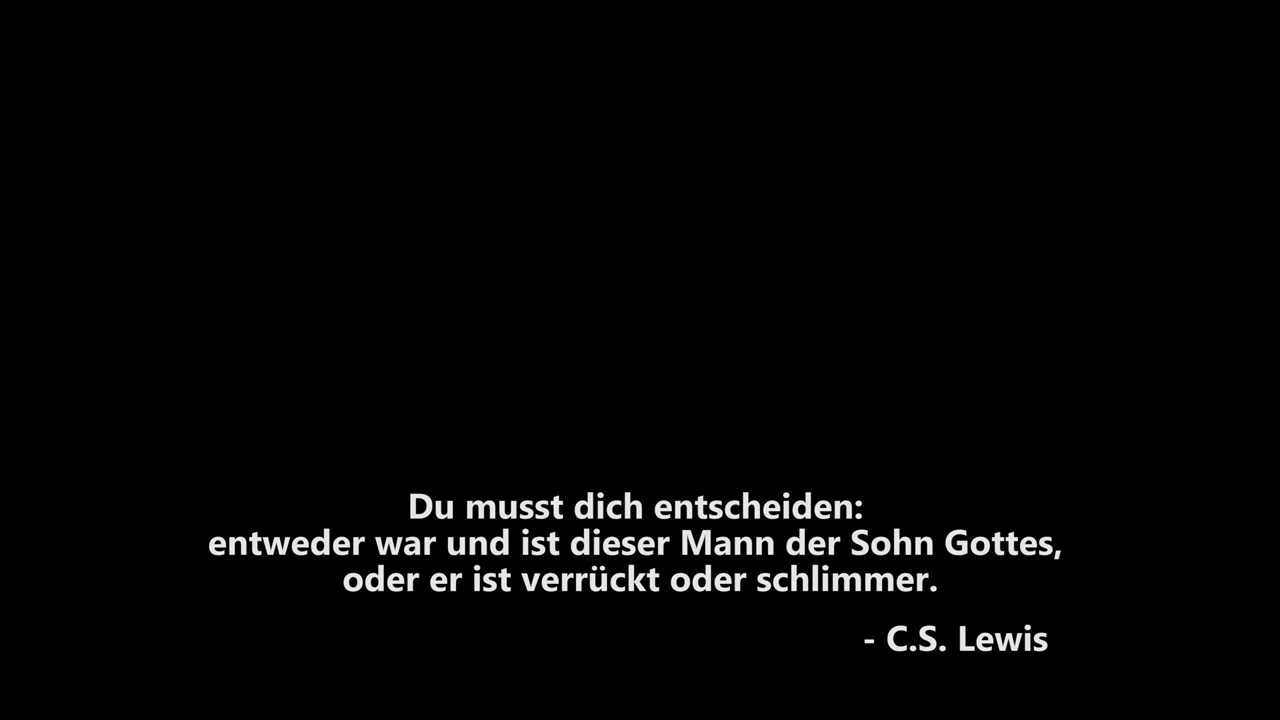 Du musst dich entscheiden:
entweder war und ist dieser Mann der Sohn Gottes,
oder er ist verrückt oder schlimmer.
- C.S. Lewis